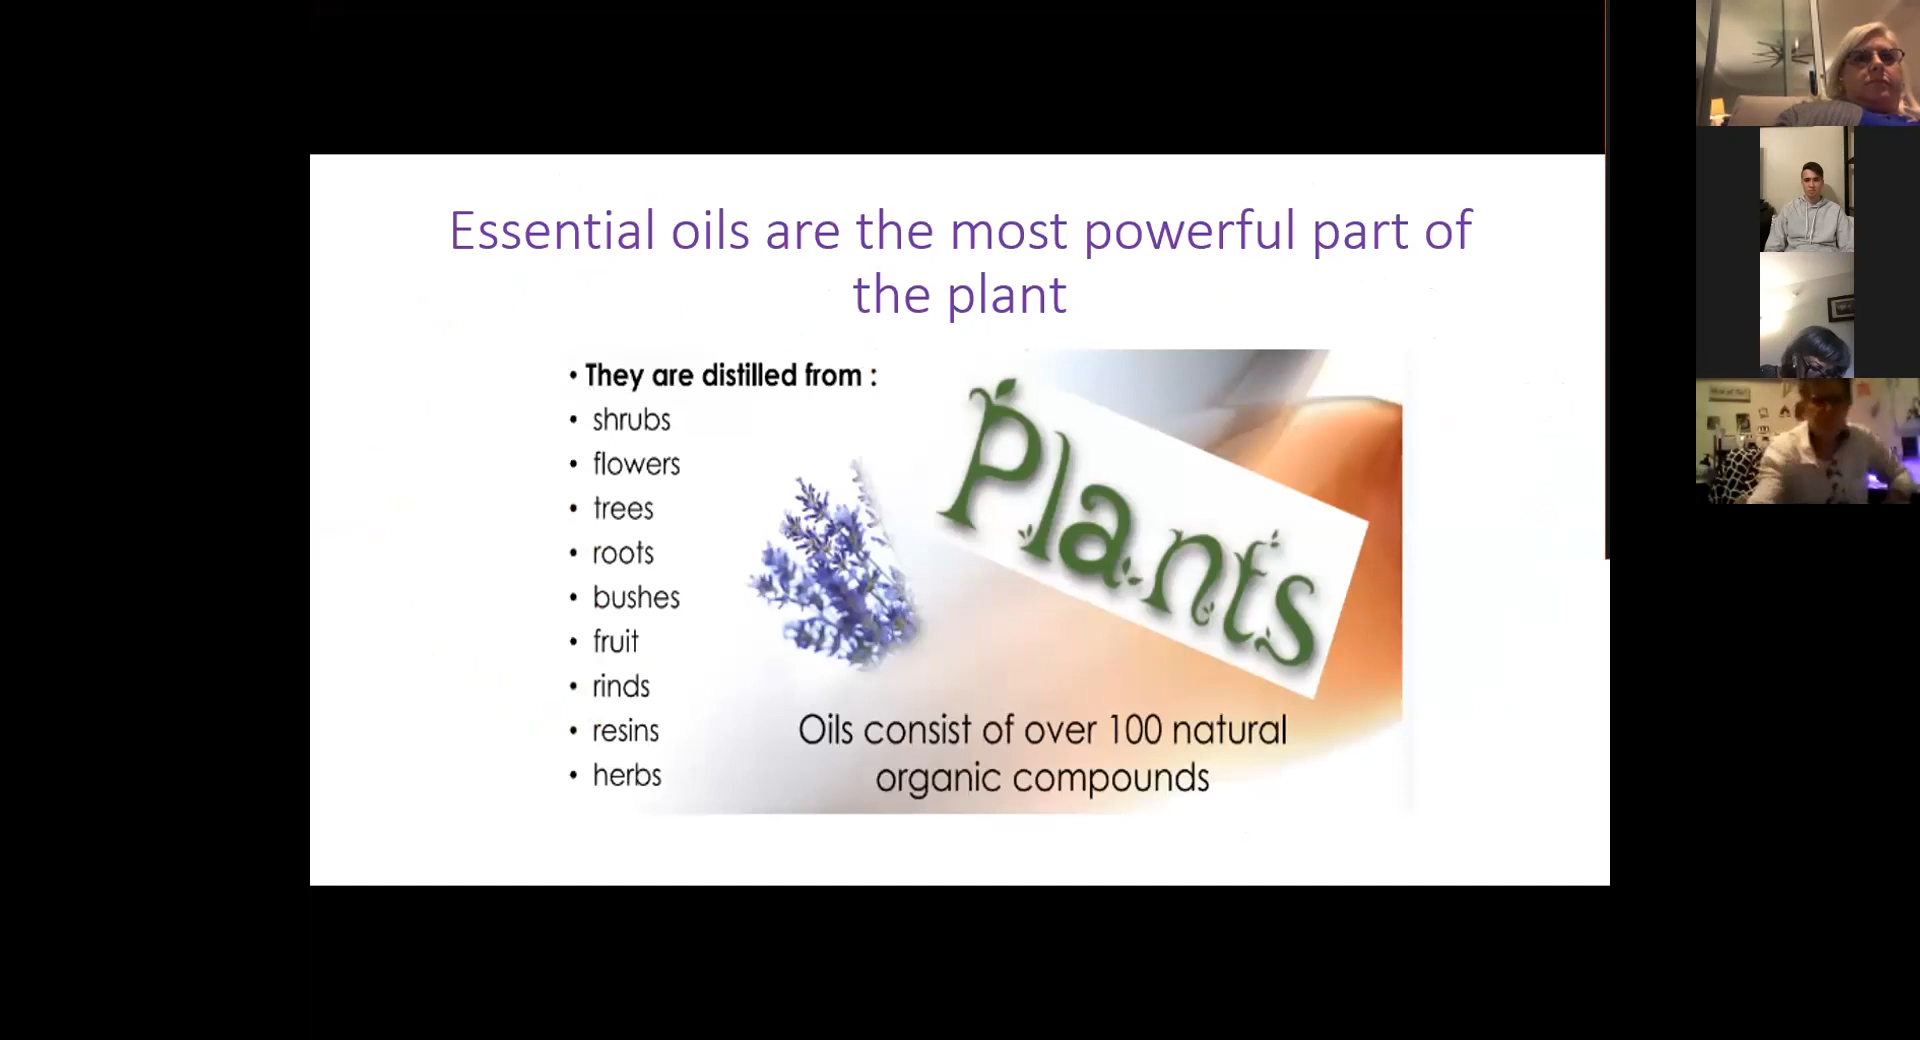 Essential oils are the most powerful part of
the plant
• They are distilled from :
• shrubs
• flowers
• trees
• roots
• bushes
• fruit
• rinds
• resins
• herbs
Plants
Oils consist of over 100 natural
organic compounds